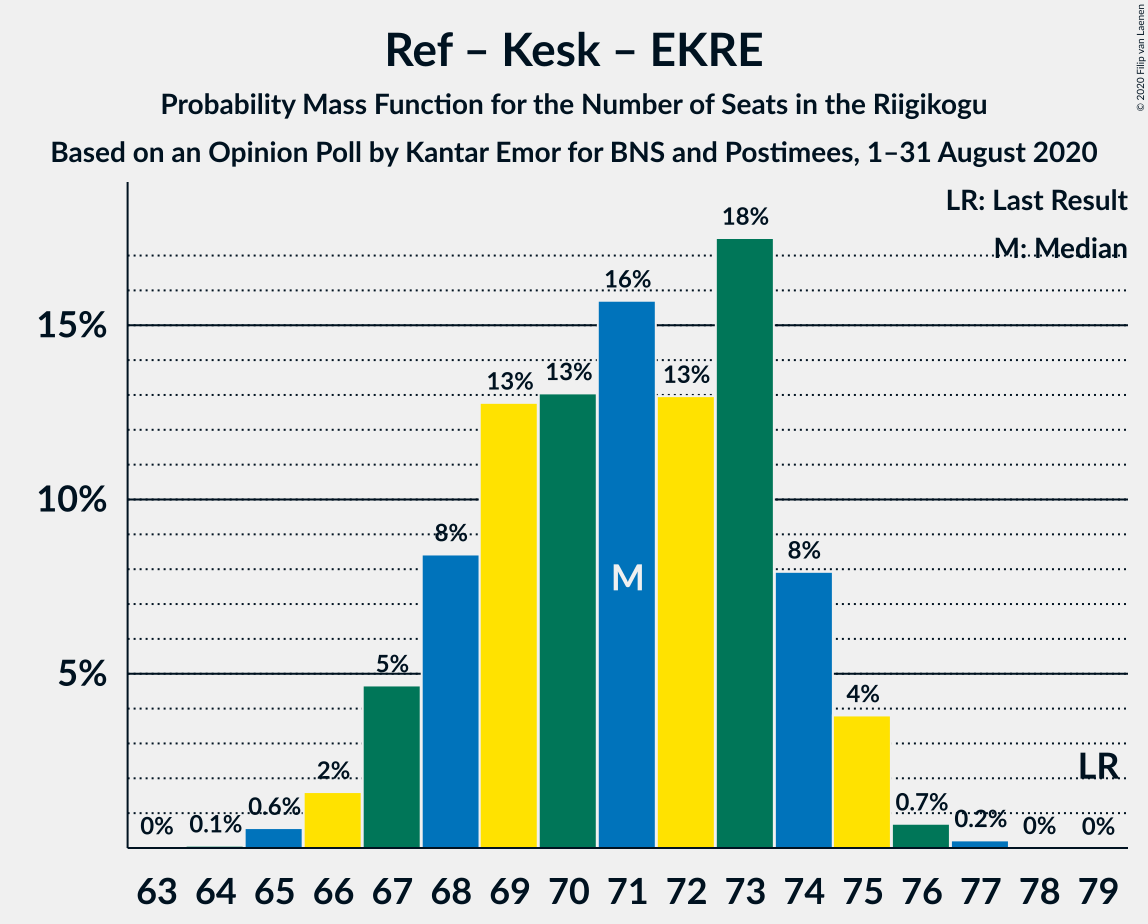 Ref – Kesk – EKRE
Probability Mass Function for the Number of Seats in the Riigikogu
Based on an Opinion Poll by Kantar Emor for BNS and Postimees, 1–31 August 2020
© 2020 Filip van Laenen
LR: Last Result
M: Median
15%
10%
5%
0%
0.1%
0.6%
2%
5%
8%
13%
13%
16%
13%
18%
8%
4%
0.7%
0.2%
0%
0%
M
LR
63 64 65 66 67 68 69 70 71 72 73 74 75 76 77 78 79